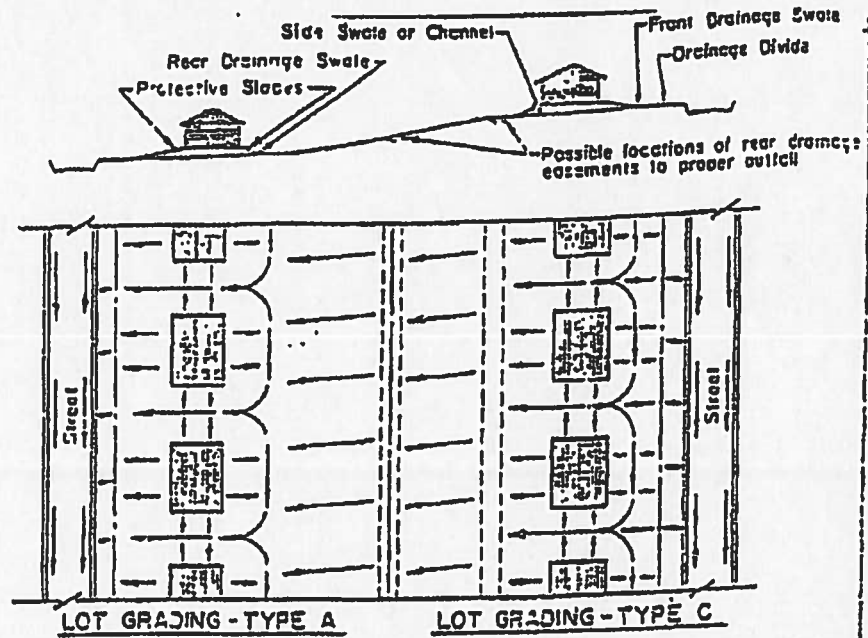 Side Swale or Channel
Front Drainage Swale
Rear Drainage Swale
Drainage Divide
Protective Slopes
Possible locations of rear drainage
easements to proper outfall
Street
Street
LOT GRADING - TYPE A
LOT GRADING - TYPE C